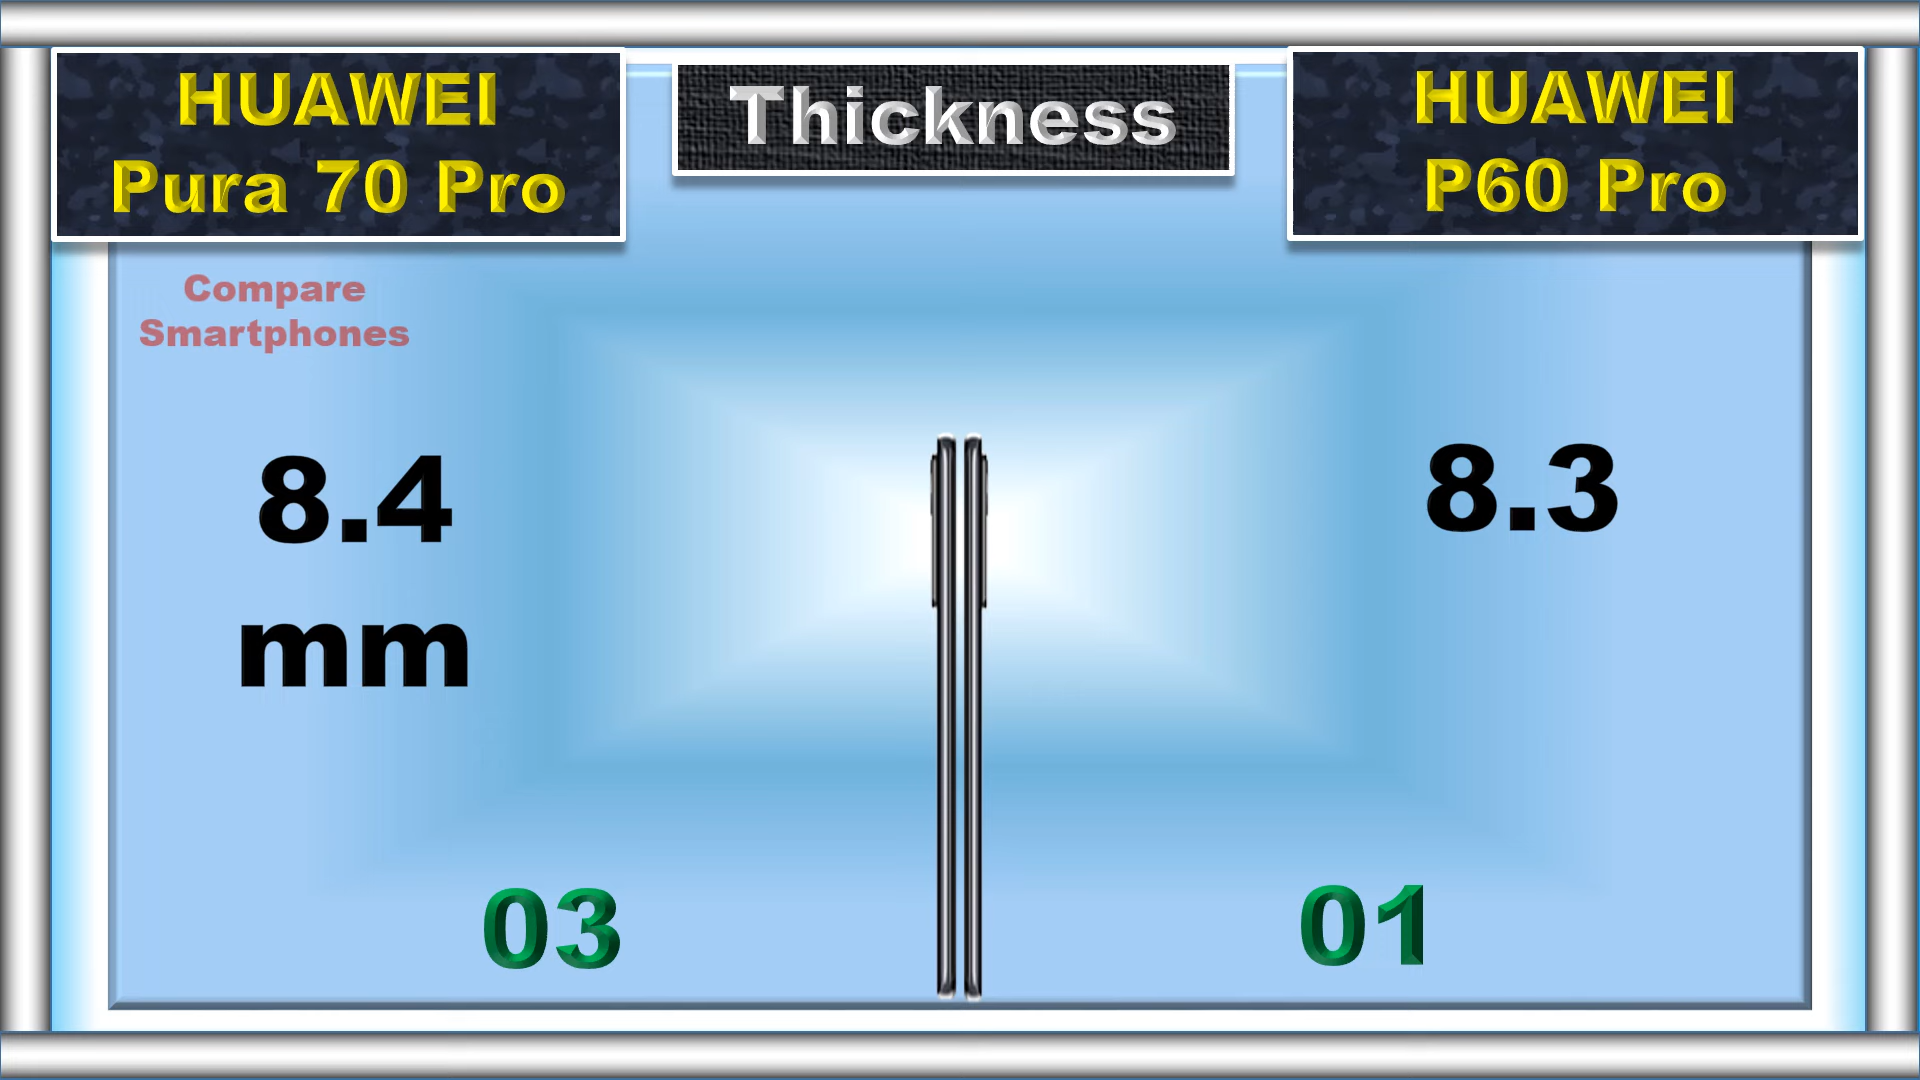 HUAWEI
Pura 70 Pro
Thickness
HUAWEI
P60 Pro
Compare
Smartphones
8.4
mm
8.3
03
01